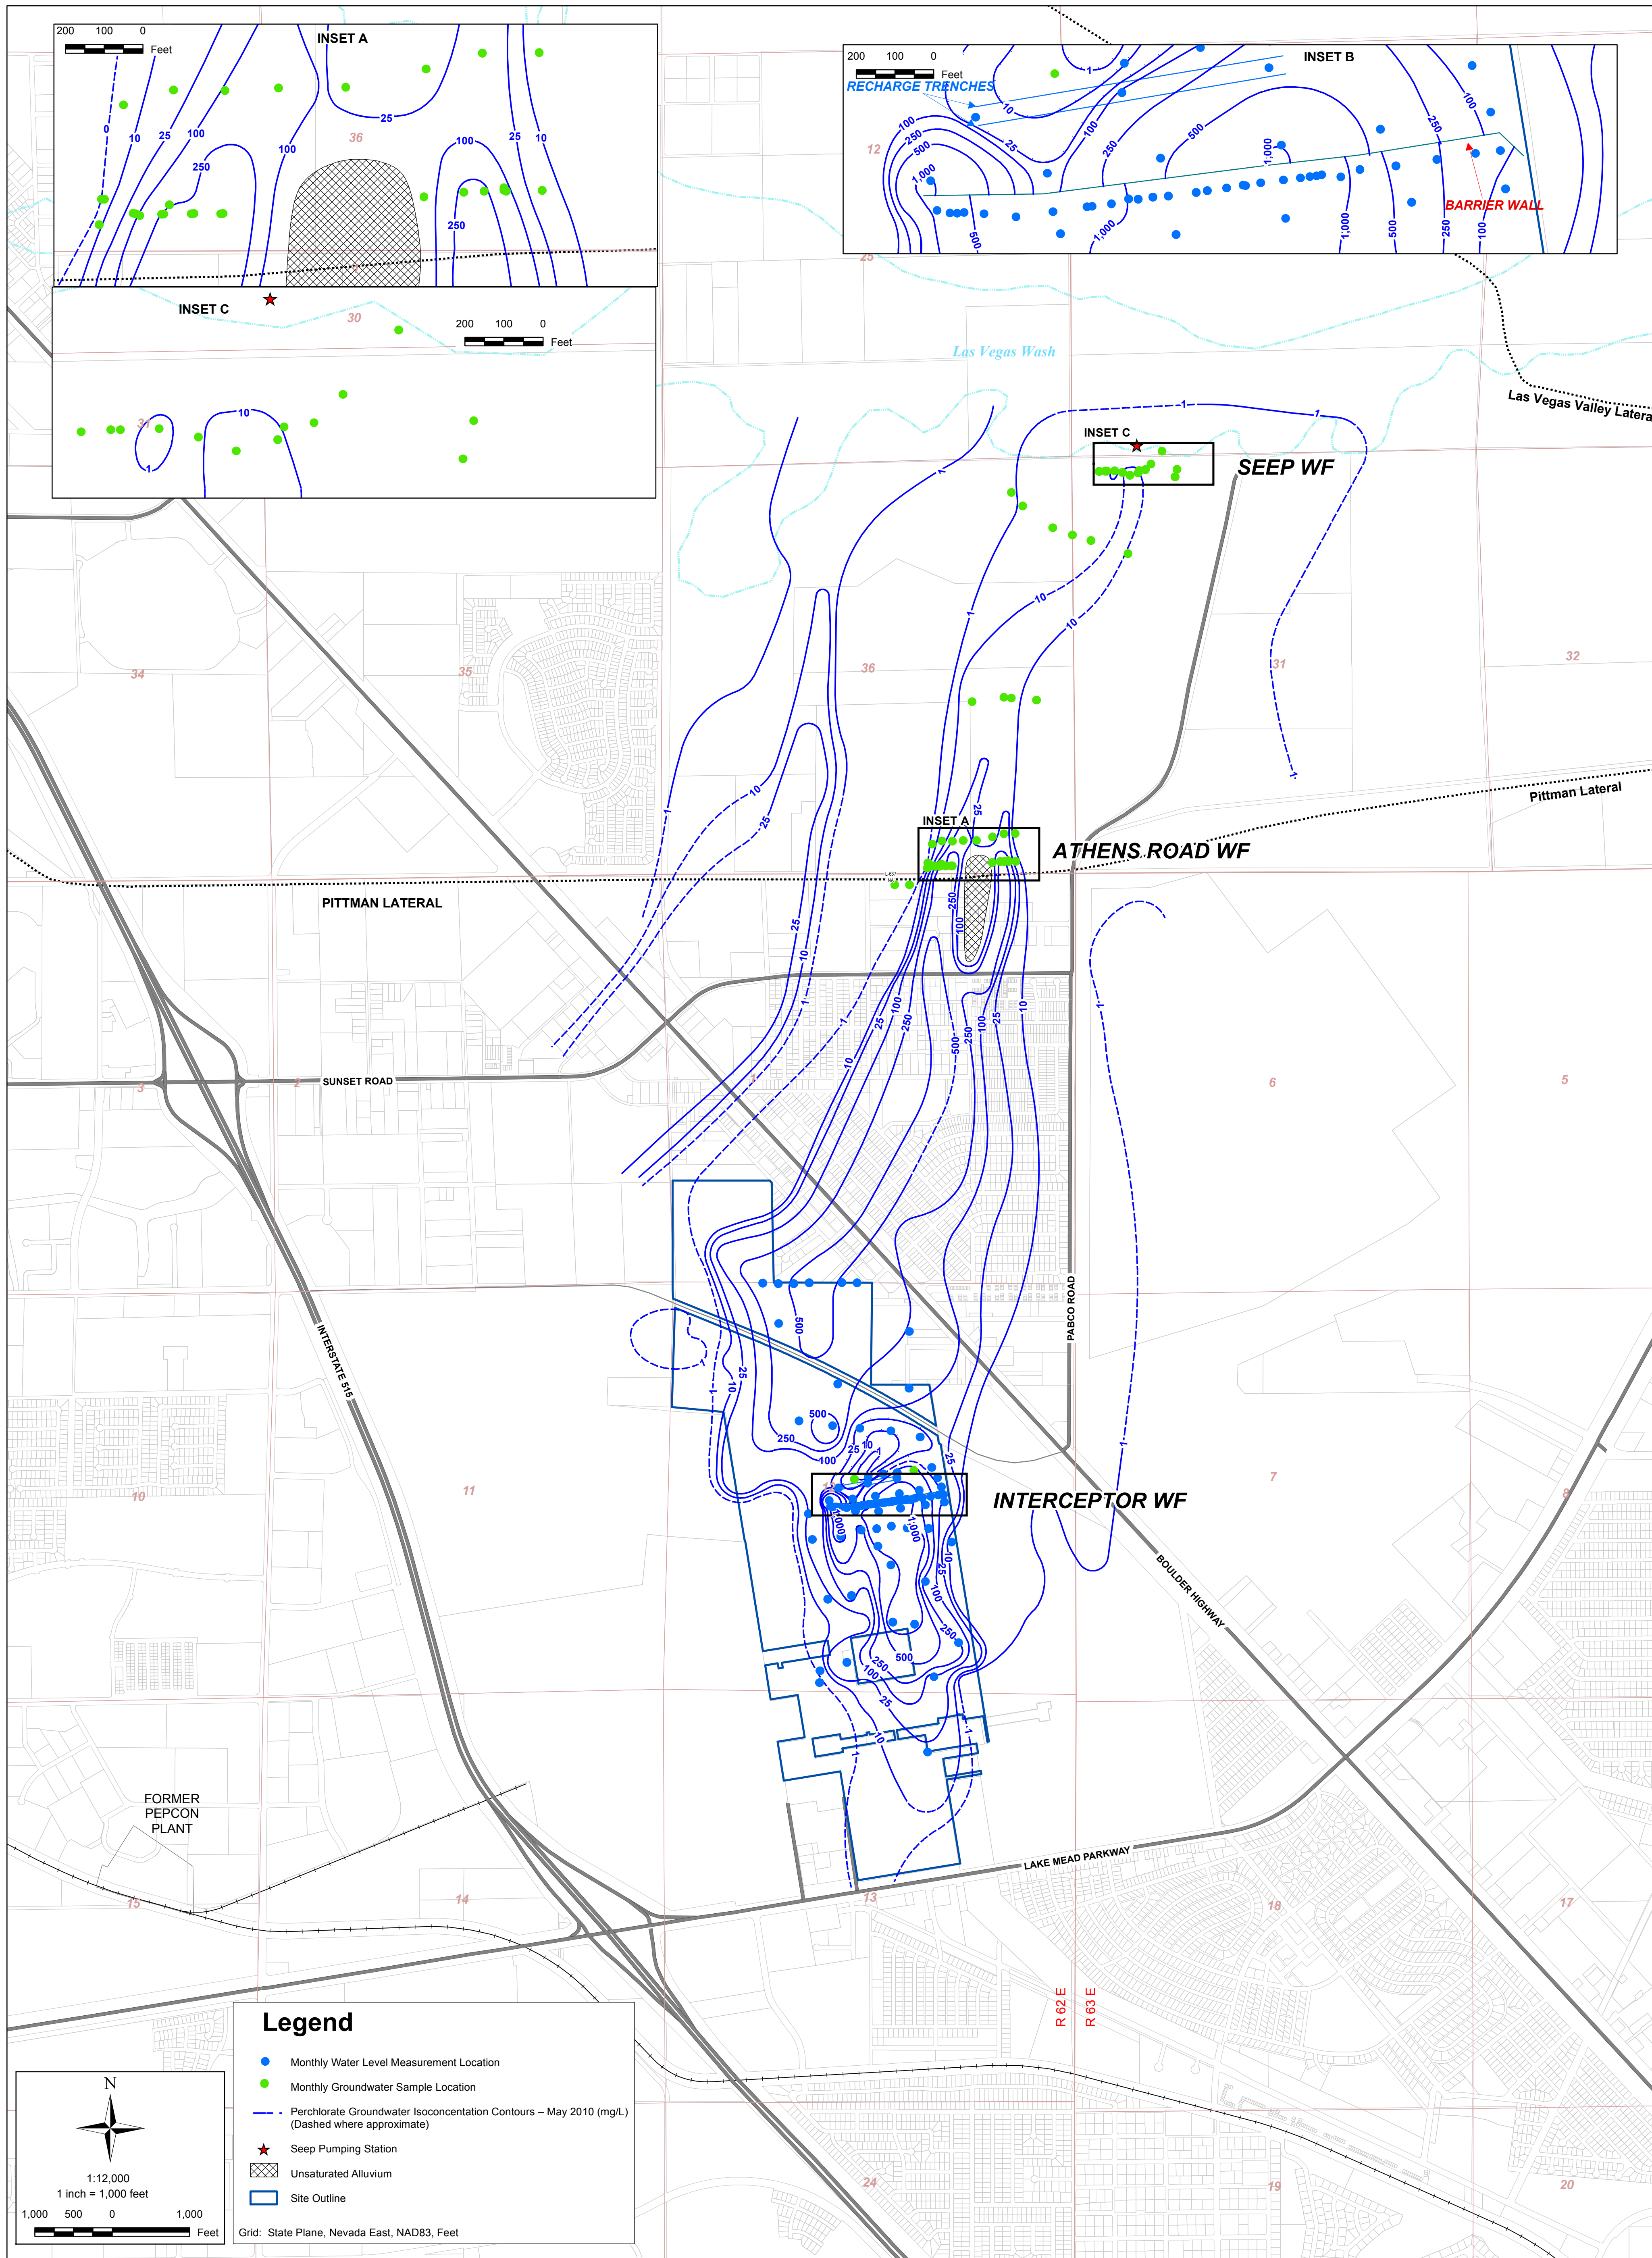 200 100 0
Feet
INSET A
0
10
25
100
250
100
25
36
100
250
25
10
INSET C
30
200 100 0
Feet
31
1
10
200 100 0
Feet
INSET B
RECHARGE TRENCHES
1
10
25
100
250
500
1,000
100
250
500
1,000
250
100
500
1,000
1,000
500
250
100
BARRIER WALL
12
25
Las Vegas Wash
Las Vegas Valley Latera
INSET C
SEEP WF
1
1
1
1
10
10
34
35
36
31
32
1
10
25
1
Pittman Lateral
INSET A
25
ATHENS ROAD WF
PITTMAN LATERAL
250
100
25
10
1
1
10
25
100
250
500
250
100
25
10
1
3
2
SUNSET ROAD
1
6
5
PABCO ROAD
INTERSTATE 515
500
25
10
1
500
250
100
25
10
1
25
1
10
11
7
8
INTERCEPTOR WF
1,000
1,000
10
25
100
250
500
250
100
25
10
1
1
BOULDER HIGHWAY
FORMER
PEPCON
PLANT
LAKE MEAD PARKWAY
15
14
13
18
17
R 62 E
R 63 E
24
19
20
Legend
Monthly Water Level Measurement Location
Monthly Groundwater Sample Location
Perchlorate Groundwater Isoconcentation Contours – May 2010 (mg/L)
(Dashed where approximate)
Seep Pumping Station
Unsaturated Alluvium
Site Outline
Grid: State Plane, Nevada East, NAD83, Feet
N
1:12,000
1 inch = 1,000 feet
1,000 500 0 1,000
Feet